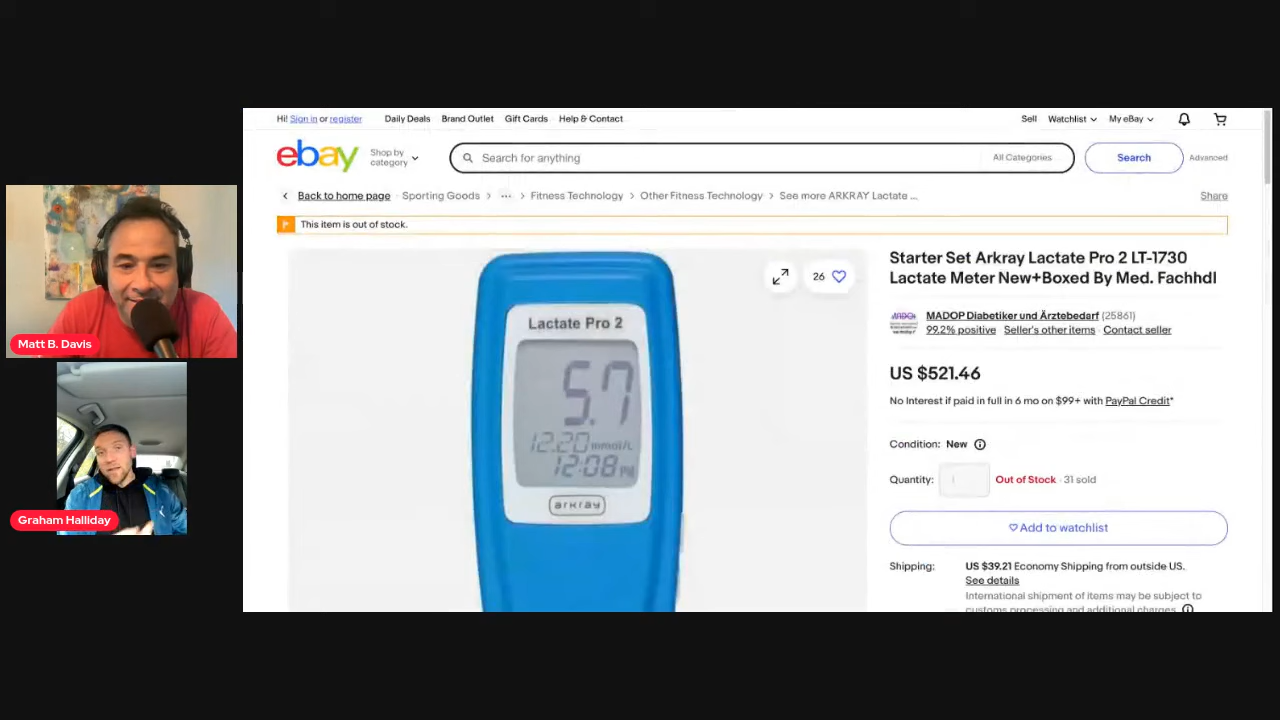 Hi! Sign in or register
Daily Deals
Brand Outlet
Gift Cards
Help & Contact
Sell
Watchlist
My eBay
ebay
Shop by
category
Search for anything
All Categories
Search
Advanced
Back to home page
Sporting Goods
...
Fitness Technology
Other Fitness Technology
See more ARKRAY Lactate ...
Share
This item is out of stock.
26
Lactate Pro 2
5.7
12.20 mmol/L
12:08 PM
arkray
Starter Set Arkray Lactate Pro 2 LT-1730
Lactate Meter New+Boxed By Med. Fachhdl
MADOP Diabetiker und Ärztebedarf (25861)
99.2% positive
Seller's other items
Contact seller
US $521.46
No Interest if paid in full in 6 mo on $99+ with PayPal Credit*
Condition: New
Quantity:
1
Out of Stock
31 sold
Add to watchlist
Shipping:
US $39.21 Economy Shipping from outside US.
See details
International shipment of items may be subject to
customs processing and additional charges.
Matt B. Davis
Graham Halliday